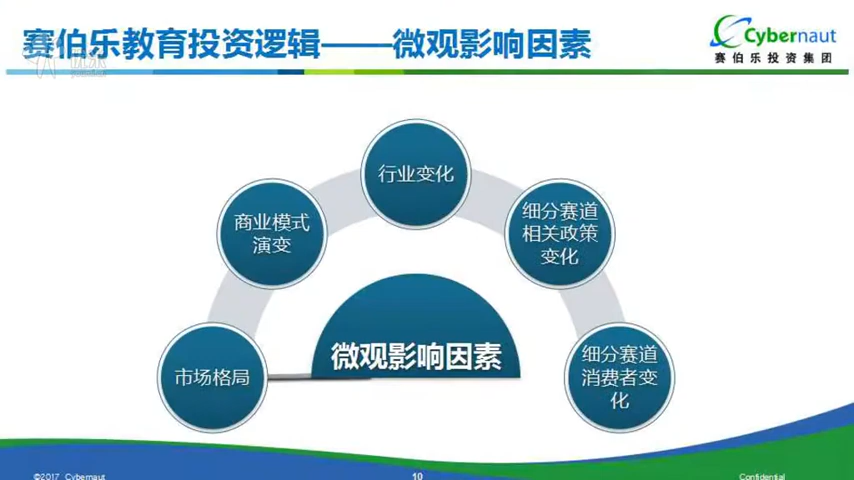 赛伯乐教育投资逻辑——微观影响因素
Cybernaut
赛伯乐投资集团
行业变化
商业模式
演变
细分赛道
相关政策
变化
市场格局
微观影响因素
细分赛道
消费者变
化
©2017 Cybernaut
10
Confidential